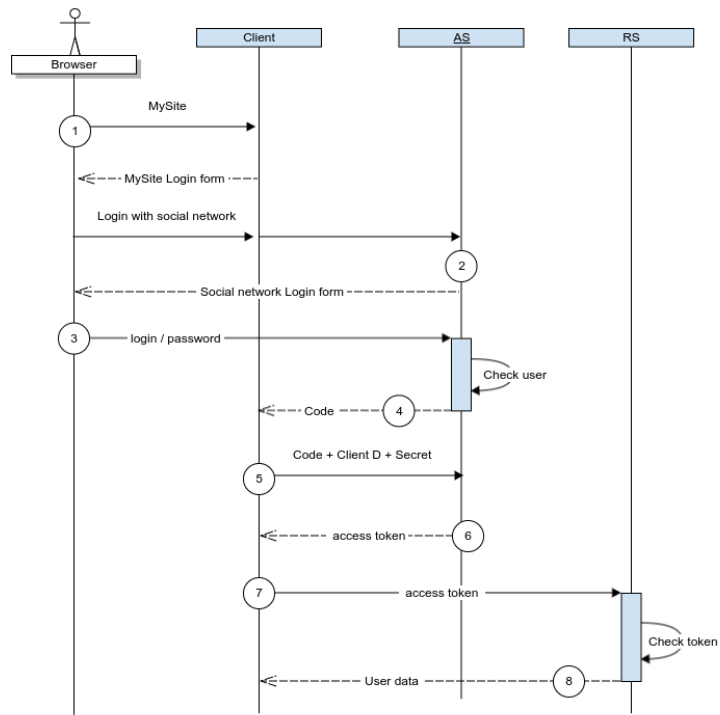 Browser
Client
AS
RS
MySite
1
MySite Login form
Login with social network
2
Social network Login form
3
login / password
Check user
Code
4
Code + Client D + Secret
5
access token
6
7
access token
Check token
User data
8